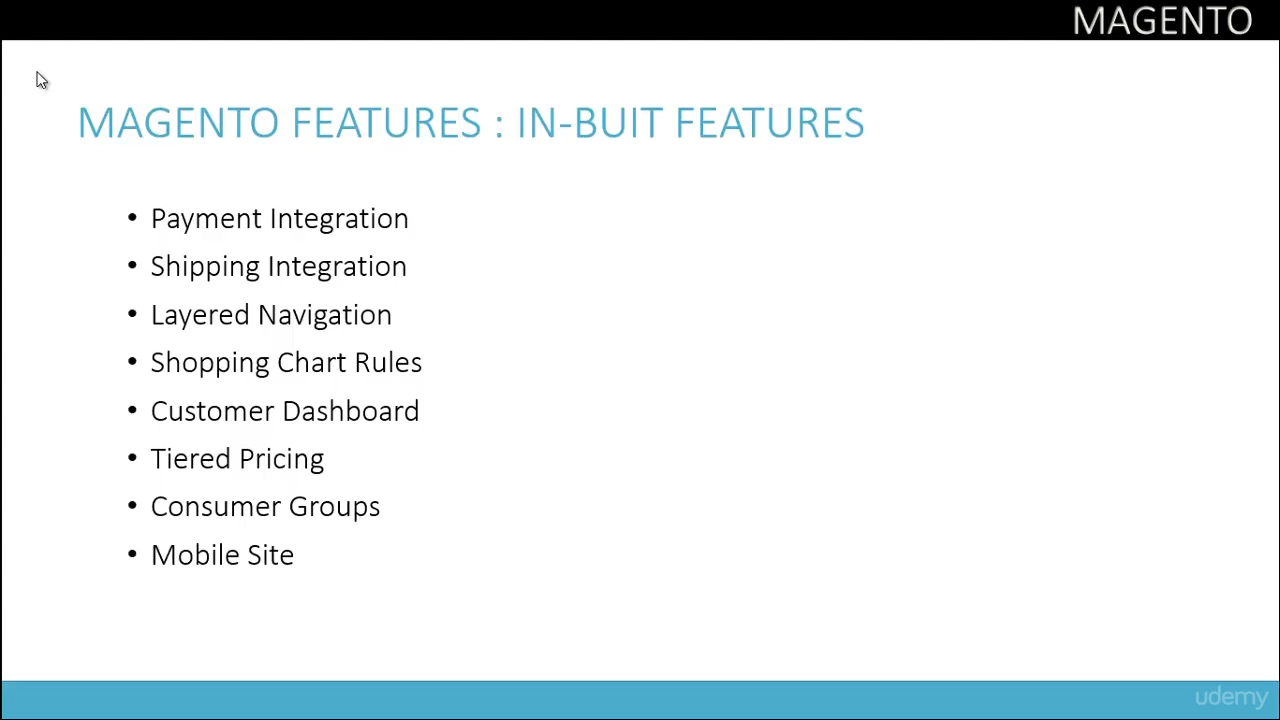 MAGENTO
MAGENTO FEATURES : IN-BUIT FEATURES
• Payment Integration
• Shipping Integration
• Layered Navigation
• Shopping Chart Rules
• Customer Dashboard
• Tiered Pricing
• Consumer Groups
• Mobile Site
udemy